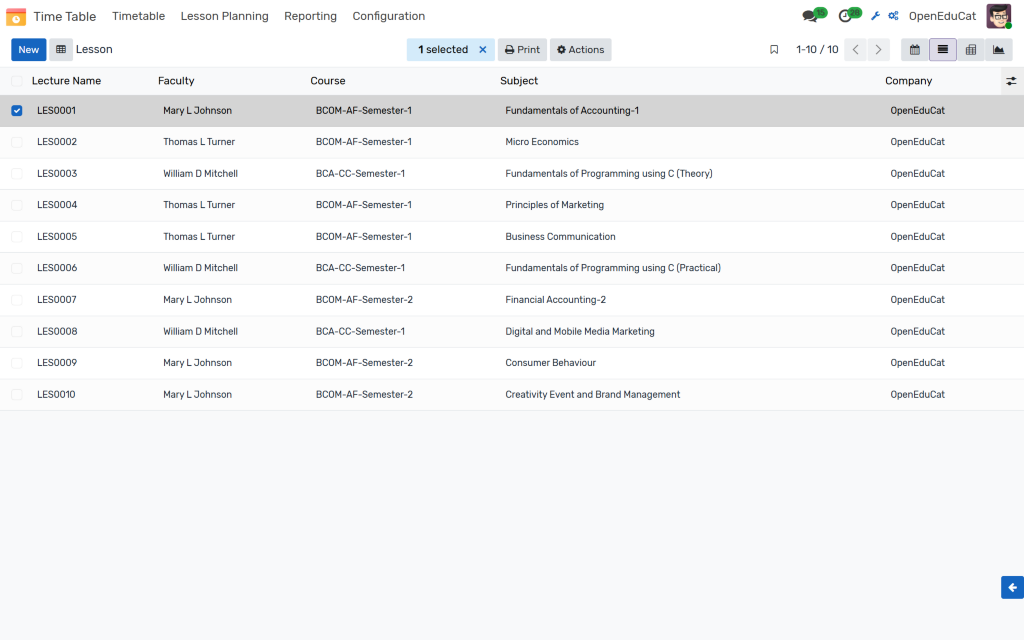 Time Table Timetable Lesson Planning Reporting Configuration 15 28 OpenEduCat
New Lesson 1 selected Print Actions 1-10 / 10
Lecture Name Faculty Course Subject Company
LES0001 Mary L Johnson BCOM-AF-Semester-1 Fundamentals of Accounting-1 OpenEduCat
LES0002 Thomas L Turner BCOM-AF-Semester-1 Micro Economics OpenEduCat
LES0003 William D Mitchell BCA-CC-Semester-1 Fundamentals of Programming using C (Theory) OpenEduCat
LES0004 Thomas L Turner BCOM-AF-Semester-1 Principles of Marketing OpenEduCat
LES0005 Thomas L Turner BCOM-AF-Semester-1 Business Communication OpenEduCat
LES0006 William D Mitchell BCA-CC-Semester-1 Fundamentals of Programming using C (Practical) OpenEduCat
LES0007 Mary L Johnson BCOM-AF-Semester-2 Financial Accounting-2 OpenEduCat
LES0008 William D Mitchell BCA-CC-Semester-1 Digital and Mobile Media Marketing OpenEduCat
LES0009 Mary L Johnson BCOM-AF-Semester-2 Consumer Behaviour OpenEduCat
LES0010 Mary L Johnson BCOM-AF-Semester-2 Creativity Event and Brand Management OpenEduCat